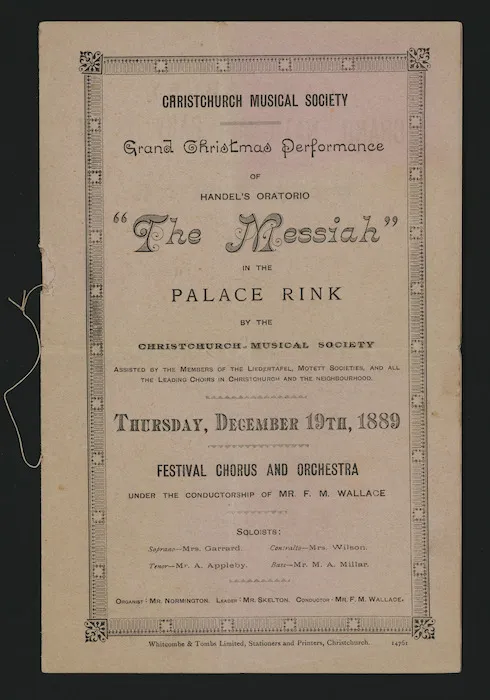 CHRISTCHURCH MUSICAL SOCIETY
Grand Christmas Performance
OF
HANDEL'S ORATORIO
"The Messiah"
IN THE
PALACE RINK
BY THE
CHRISTCHURCH MUSICAL SOCIETY
ASSISTED BY THE MEMBERS OF THE LIEDERTAFEL, MOTETT SOCIETIES, AND ALL
THE LEADING CHOIRS IN CHRISTCHURCH AND THE NEIGHBOURHOOD.
THURSDAY, DECEMBER 19TH, 1889
FESTIVAL CHORUS AND ORCHESTRA
UNDER THE CONDUCTORSHIP OF MR. F. M. WALLACE
SOLOISTS:
Soprano—Mrs. Garrard. Contralto—Mrs. Wilson.
Tenor—Mr. A. Appleby. Bass—Mr. M. A. Millar.
ORGANIST: MR. NORMINGTON. LEADER: MR. SKELTON. CONDUCTOR: MR. F. M. WALLACE.
Whitcombe & Tombs Limited, Stationers and Printers, Christchurch. 14761